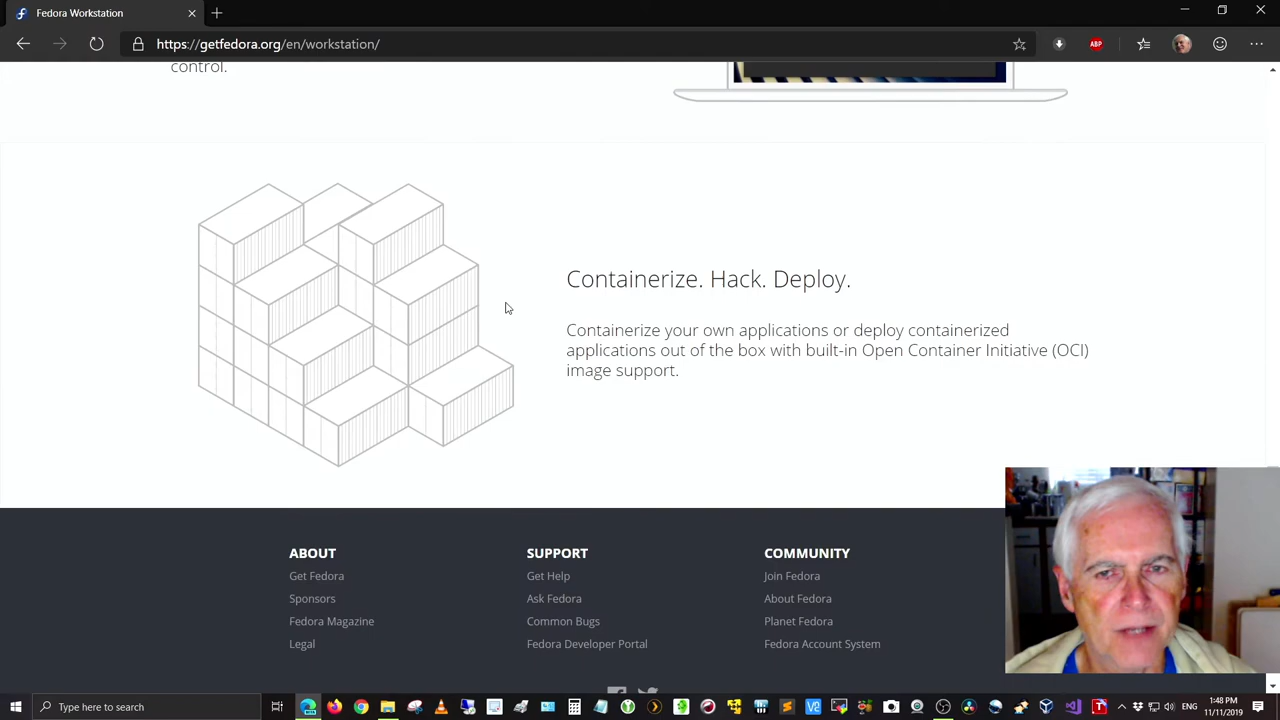 Fedora Workstation
https://getfedora.org/en/workstation/
ABP
control.
Containerize. Hack. Deploy.
Containerize your own applications or deploy containerized
applications out of the box with built-in Open Container Initiative (OCI)
image support.
ABOUT
Get Fedora
Sponsors
Fedora Magazine
Legal
SUPPORT
Get Help
Ask Fedora
Common Bugs
Fedora Developer Portal
COMMUNITY
Join Fedora
About Fedora
Planet Fedora
Fedora Account System
Type here to search
1:48 PM
11/11/2019